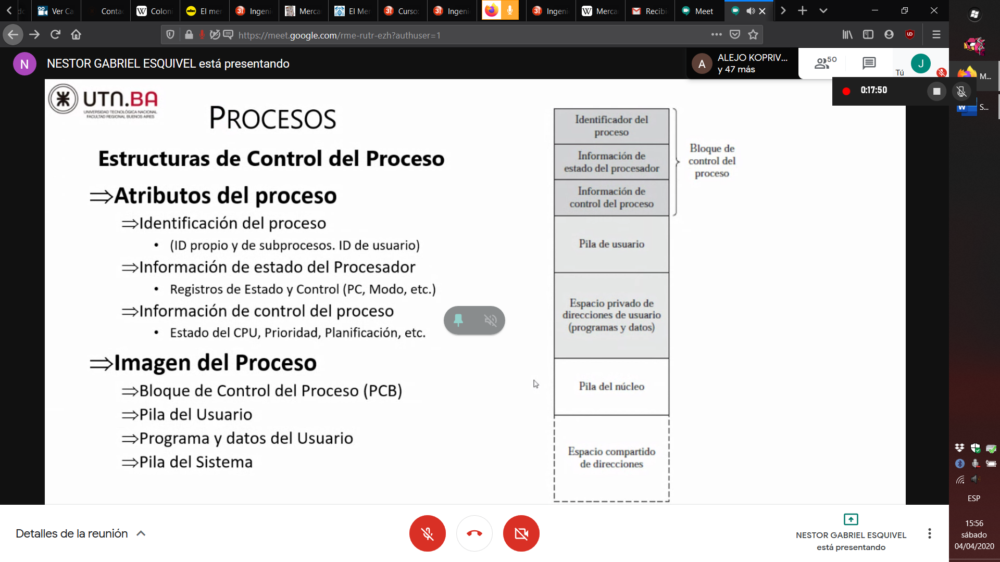 Ver Ca
Contac
Coloni
El mer
Ingeni
Merca
El Mer
Curso:
Ingeni
Ingeni
Merca
Recibi
Meet
https://meet.google.com/rme-rutr-ezh?authuser=1
N
NESTOR GABRIEL ESQUIVEL está presentando
A
ALEJO KOPRIV...
y 47 más
50
Tú
J
M...
0:17:50
S...
UTN.BA
UNIVERSIDAD TECNOLÓGICA NACIONAL
FACULTAD REGIONAL BUENOS AIRES
PROCESOS
Estructuras de Control del Proceso
⇒Atributos del proceso
⇒Identificación del proceso
• (ID propio y de subprocesos. ID de usuario)
⇒Información de estado del Procesador
• Registros de Estado y Control (PC, Modo, etc.)
⇒Información de control del proceso
• Estado del CPU, Prioridad, Planificación, etc.
⇒Imagen del Proceso
⇒Bloque de Control del Proceso (PCB)
⇒Pila del Usuario
⇒Programa y datos del Usuario
⇒Pila del Sistema
Identificador del
proceso
Información de
estado del procesador
Información de
control del proceso
Bloque de
control del
proceso
Pila de usuario
Espacio privado de
direcciones de usuario
(programas y datos)
Pila del núcleo
Espacio compartido
de direcciones
Detalles de la reunión
NESTOR GABRIEL ESQUIVEL
está presentando
ESP
15:56
sábado
04/04/2020